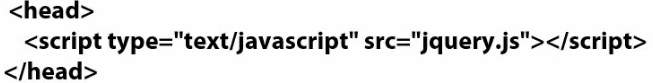 <head>
<script type="text/javascript" src="jquery.js"></script>
</head>